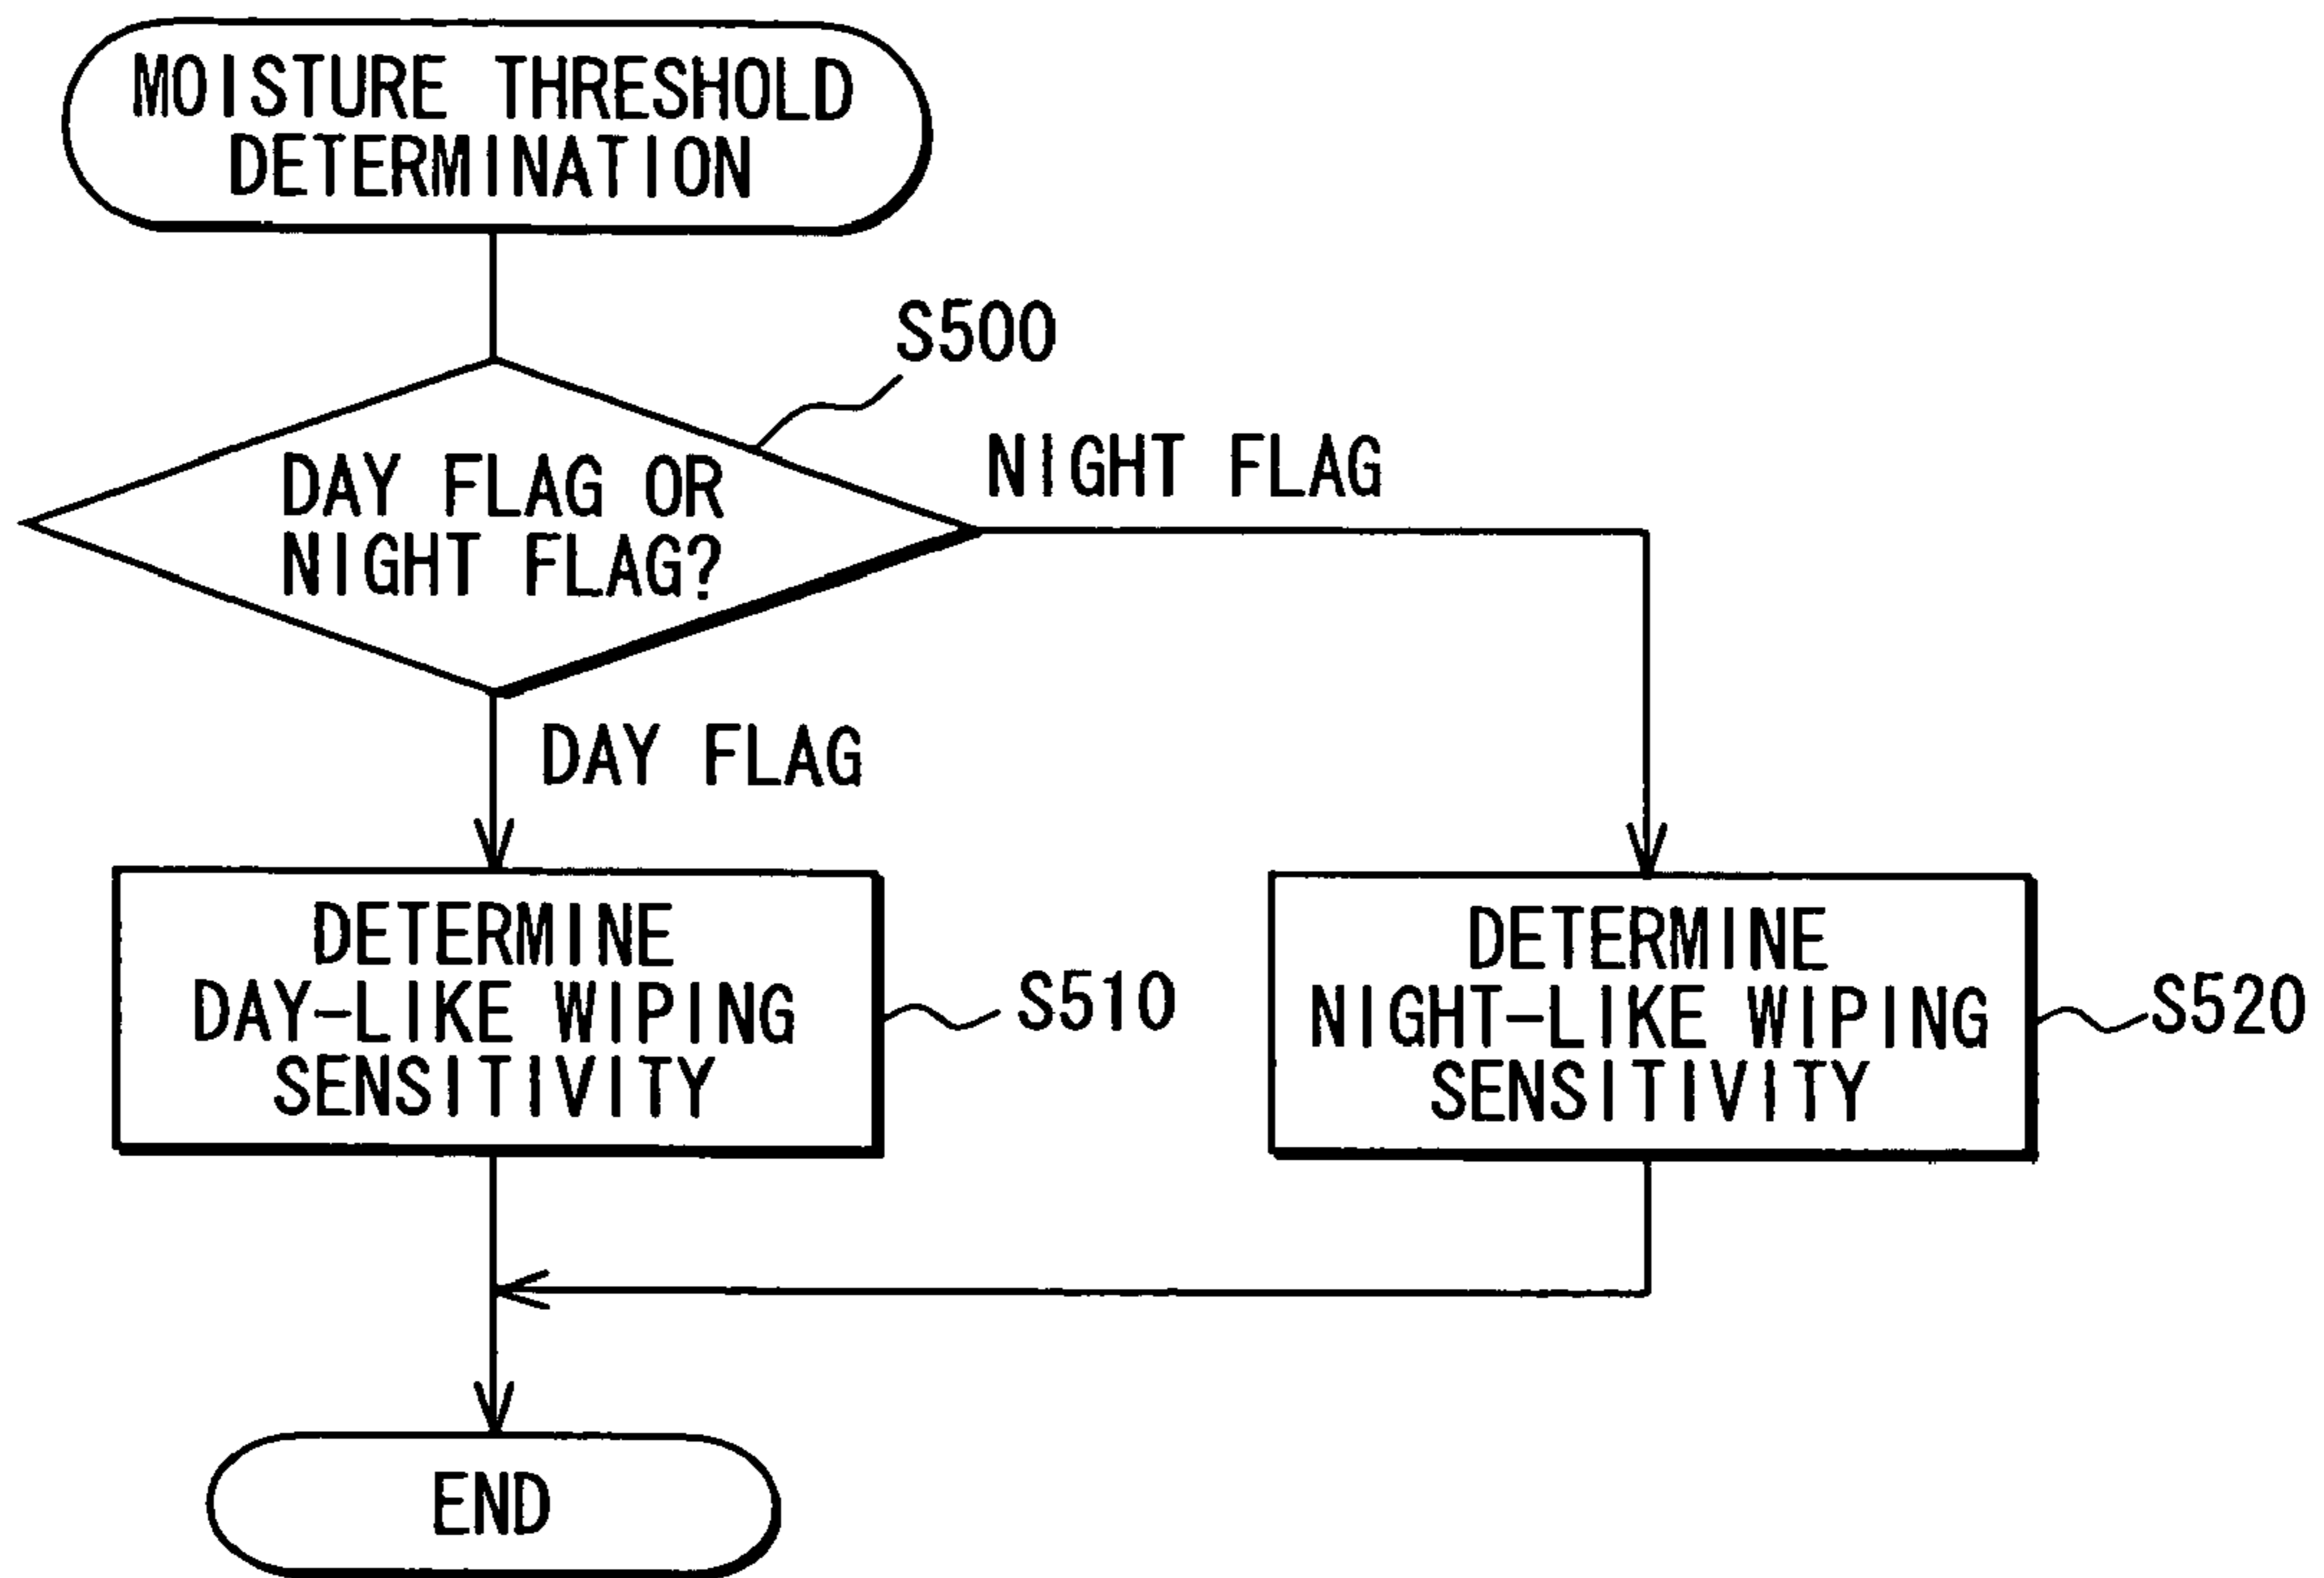 MOISTURE THRESHOLD
DETERMINATION
S500
DAY FLAG OR
NIGHT FLAG?
NIGHT FLAG
DAY FLAG
DETERMINE
DAY-LIKE WIPING
SENSITIVITY
S510
DETERMINE
NIGHT-LIKE WIPING
SENSITIVITY
S520
END